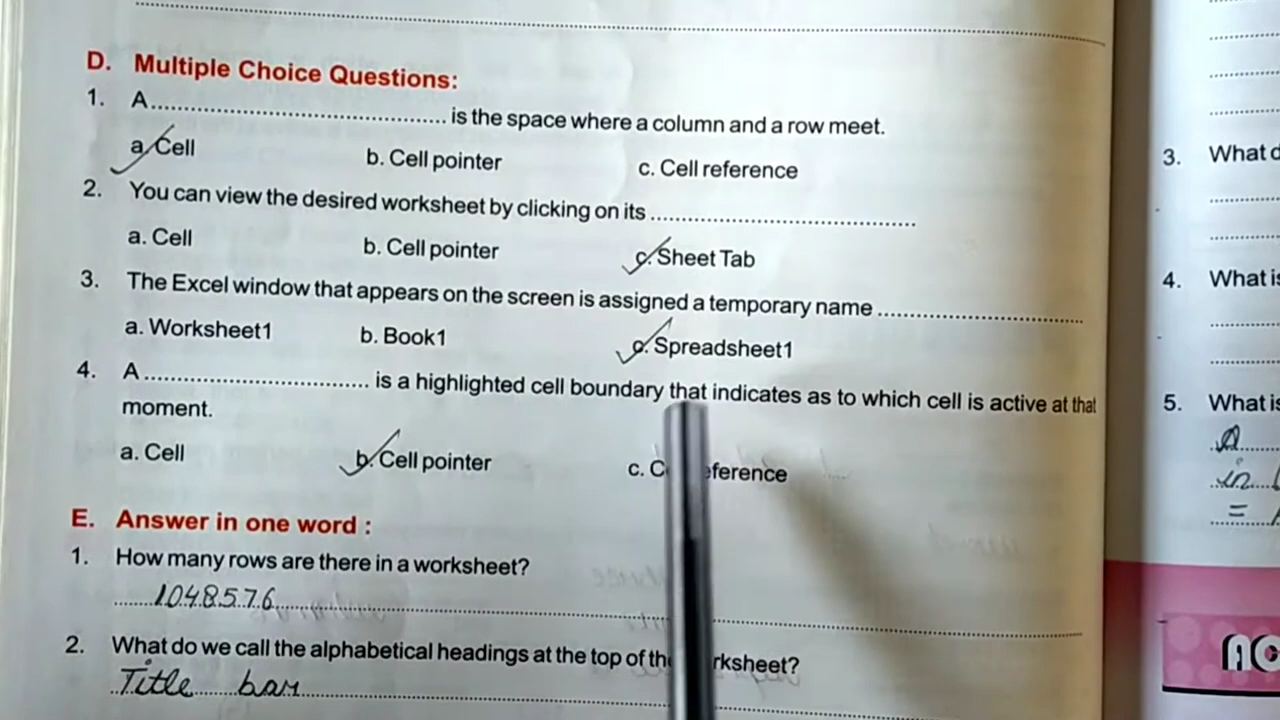 D. Multiple Choice Questions:
1. A.............................................. is the space where a column and a row meet.
a. Cell b. Cell pointer c. Cell reference
2. You can view the desired worksheet by clicking on its ..........................................
a. Cell b. Cell pointer c. Sheet Tab
3. The Excel window that appears on the screen is assigned a temporary name ................................
a. Worksheet1 b. Book1 c. Spreadsheet1
4. A.................................... is a highlighted cell boundary that indicates as to which cell is active at that
moment.
a. Cell b. Cell pointer c.
E. Answer in one word :
1. How many rows are there in a worksheet?
1048576
2. What do we call the alphabetical headings at the top of
Title bar
3. What
4. What
5. What
A
in
=